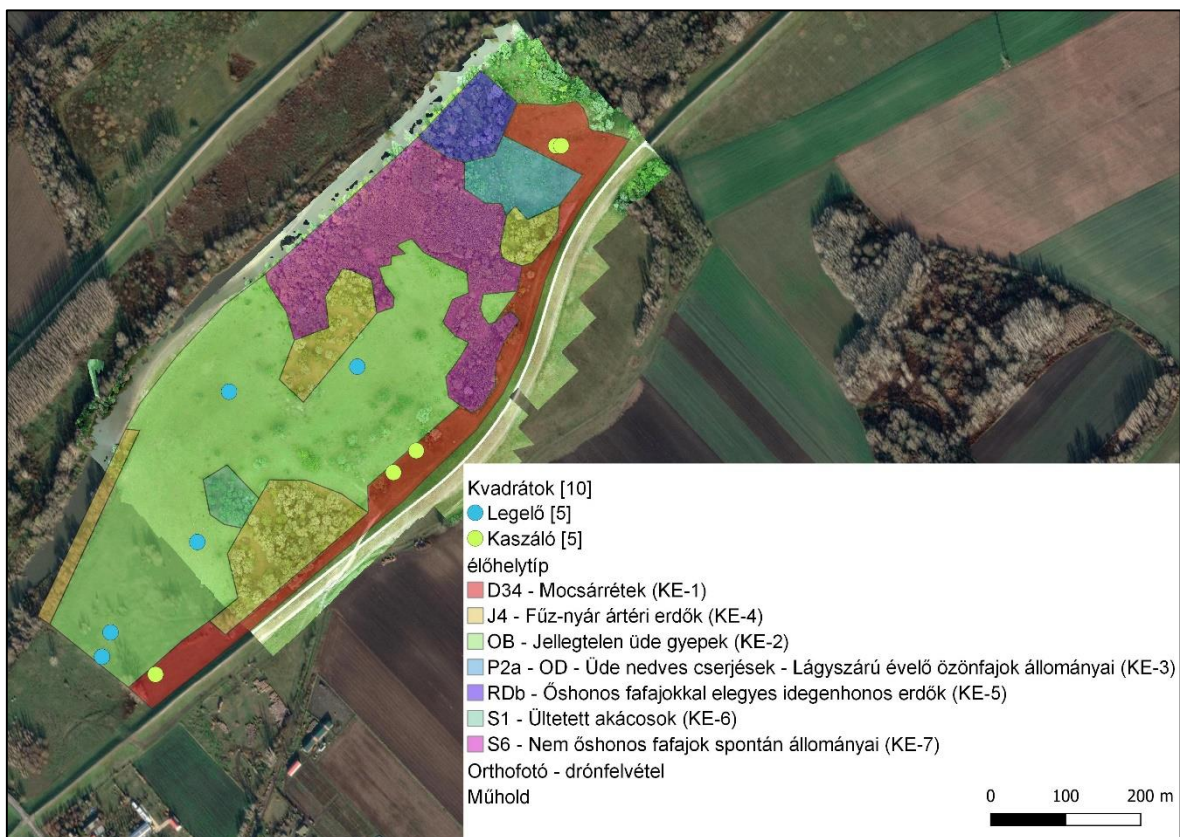 Kvadrátok [10]
Legelő [5]
Kaszáló [5]
élőhelytíp
D34 - Mocsárrétek (KE-1)
J4 - Fűz-nyár ártéri erdők (KE-4)
OB - Jellegtelen üde gyepek (KE-2)
P2a - OD - Üde nedves cserjések - Lágyszárú évelő özönfajok állományai (KE-3)
RDb - Őshonos fafajokkal elegyes idegenhonos erdők (KE-5)
S1 - Ültetett akácosok (KE-6)
S6 - Nem őshonos fafajok spontán állományai (KE-7)
Orthofotó - drónfelvétel
Műhold
0 100 200 m